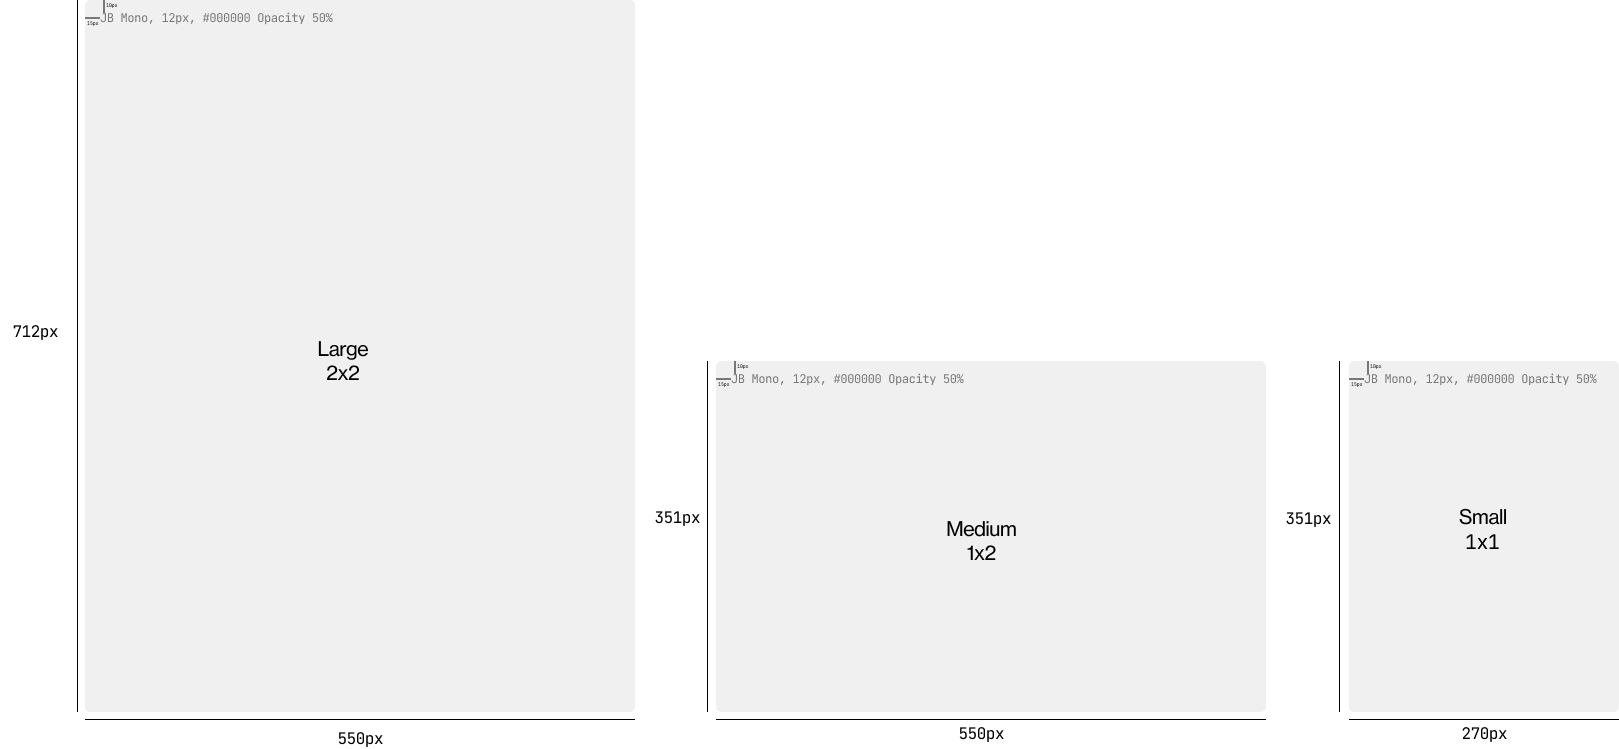 10px
15px
JB Mono, 12px, #000000 Opacity 50%
712px
Large
2x2
550px
10px
15px
JB Mono, 12px, #000000 Opacity 50%
351px
Medium
1x2
550px
10px
15px
JB Mono, 12px, #000000 Opacity 50%
351px
Small
1x1
270px